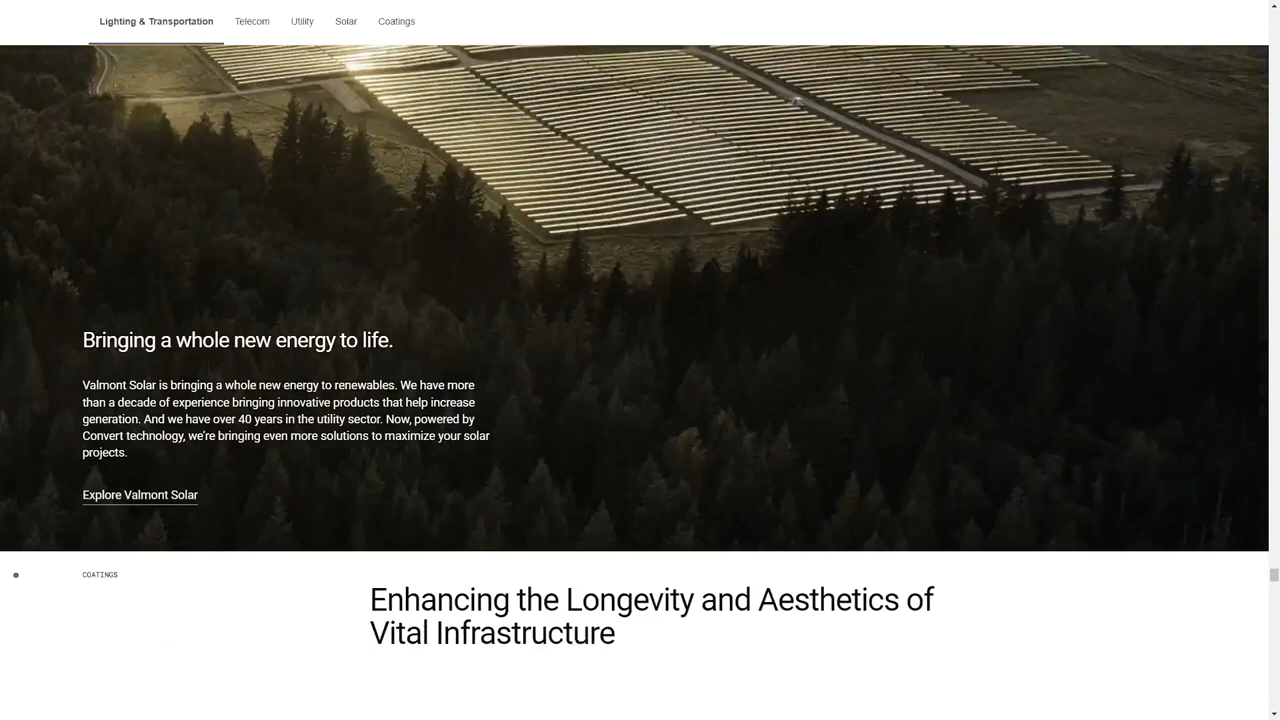 Lighting & Transportation Telecom Utility Solar Coatings
Bringing a whole new energy to life.
Valmont Solar is bringing a whole new energy to renewables. We have more
than a decade of experience bringing innovative products that help increase
generation. And we have over 40 years in the utility sector. Now, powered by
Convert technology, we're bringing even more solutions to maximize your solar
projects.
Explore Valmont Solar
COATINGS
Enhancing the Longevity and Aesthetics of
Vital Infrastructure